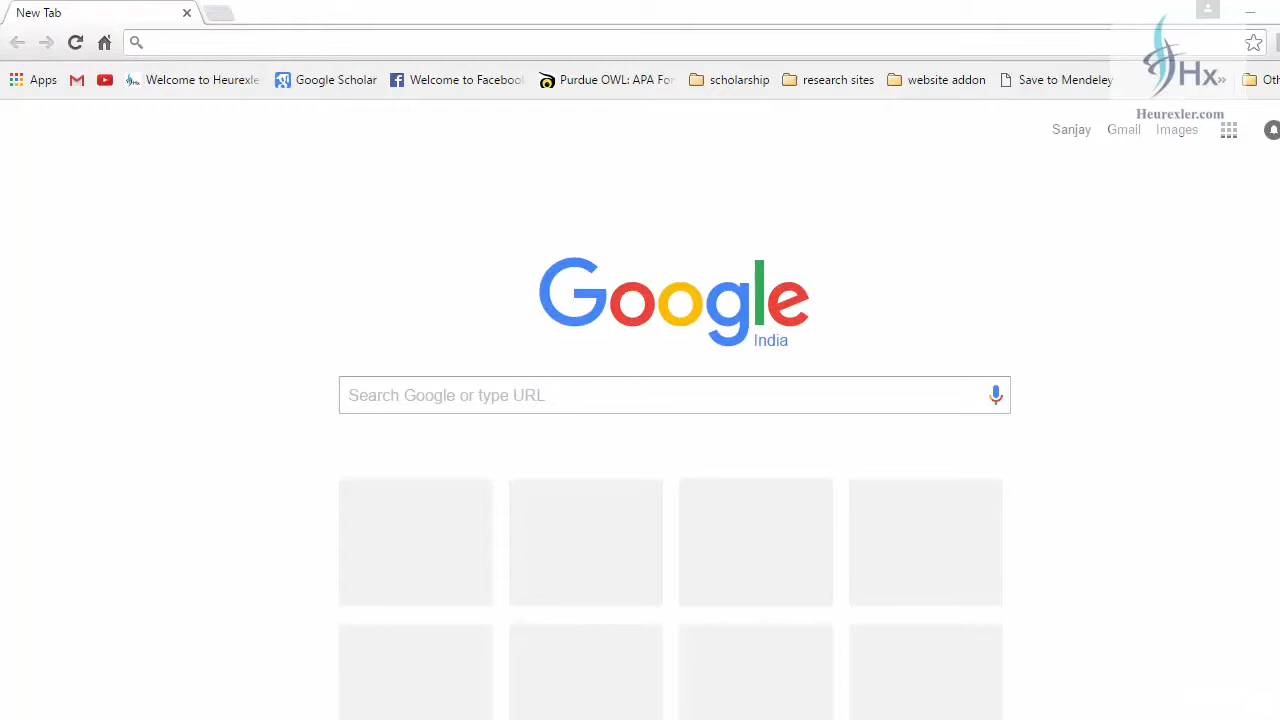 New Tab
Apps Welcome to Heurexle Google Scholar Welcome to Facebook Purdue OWL: APA For scholarship research sites website addon Save to Mendeley Oth
Hx»
Heurexler.com
Sanjay Gmail Images
Google
India
Search Google or type URL